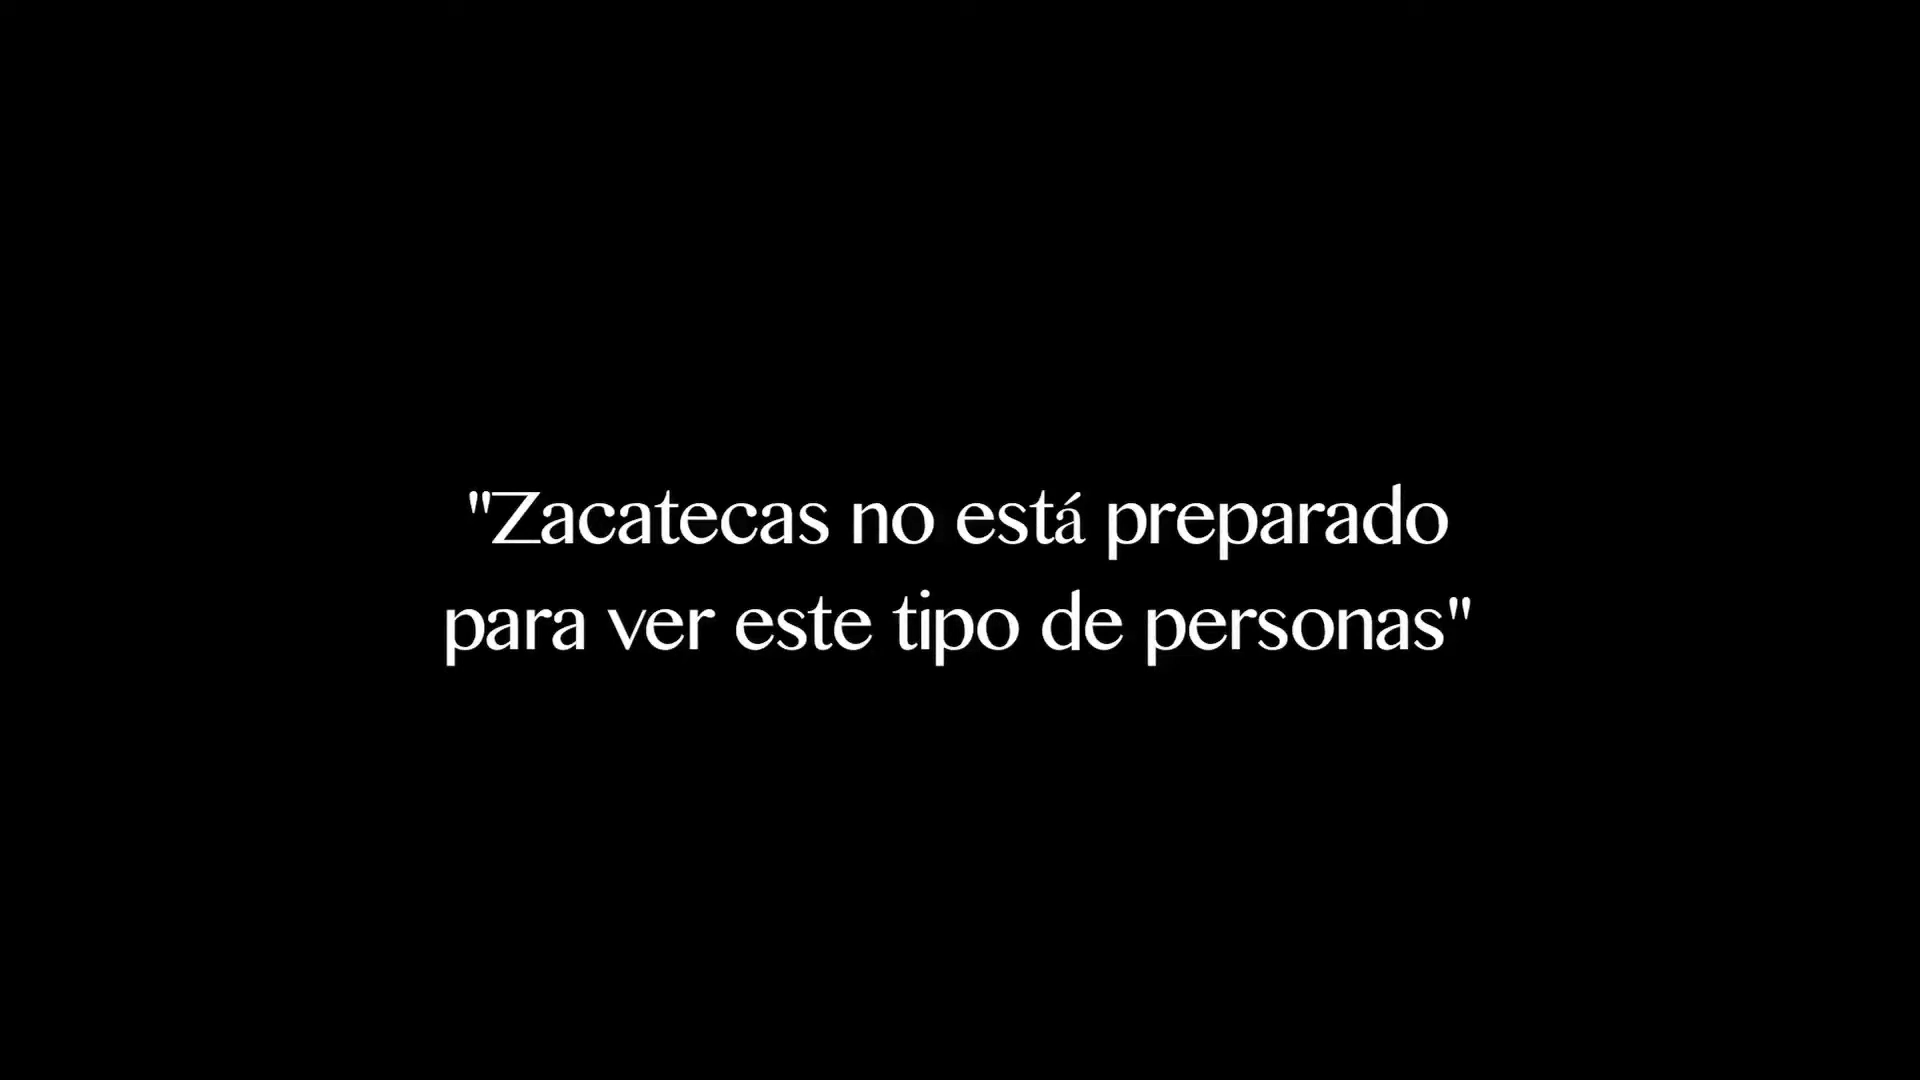 "Zacatecas no está preparado
para ver este tipo de personas"